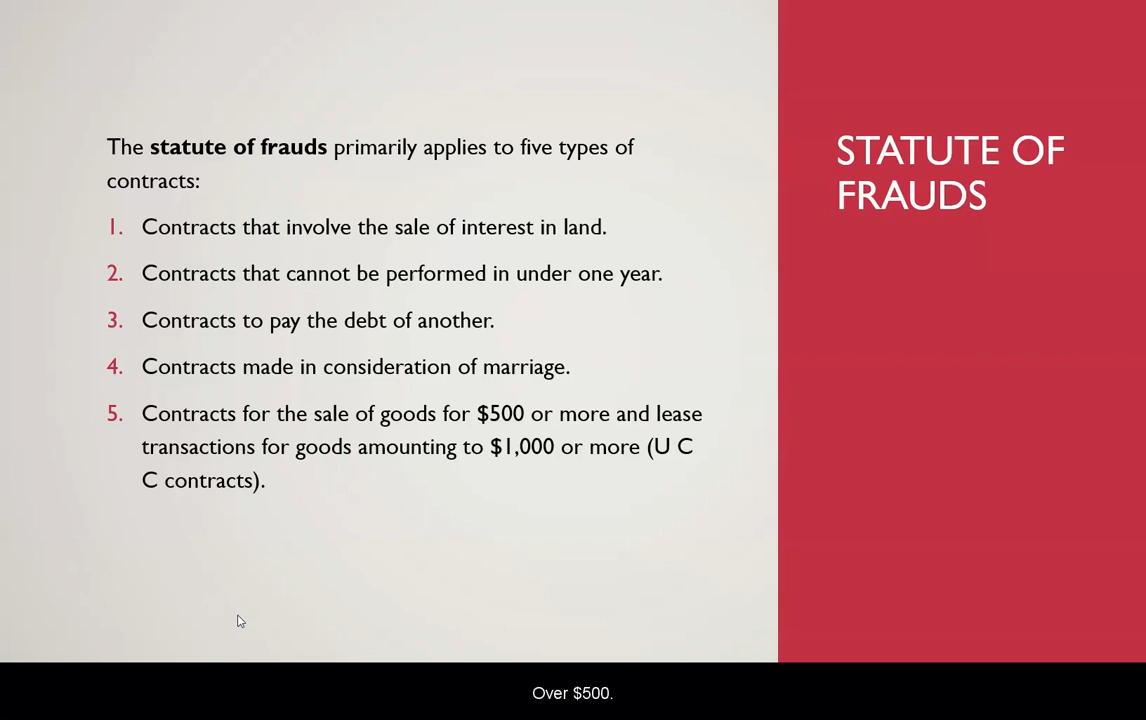 The statute of frauds primarily applies to five types of
contracts:
1. Contracts that involve the sale of interest in land.
2. Contracts that cannot be performed in under one year.
3. Contracts to pay the debt of another.
4. Contracts made in consideration of marriage.
5. Contracts for the sale of goods for $500 or more and lease
transactions for goods amounting to $1,000 or more (U C
C contracts).
STATUTE OF
FRAUDS
Over $500.